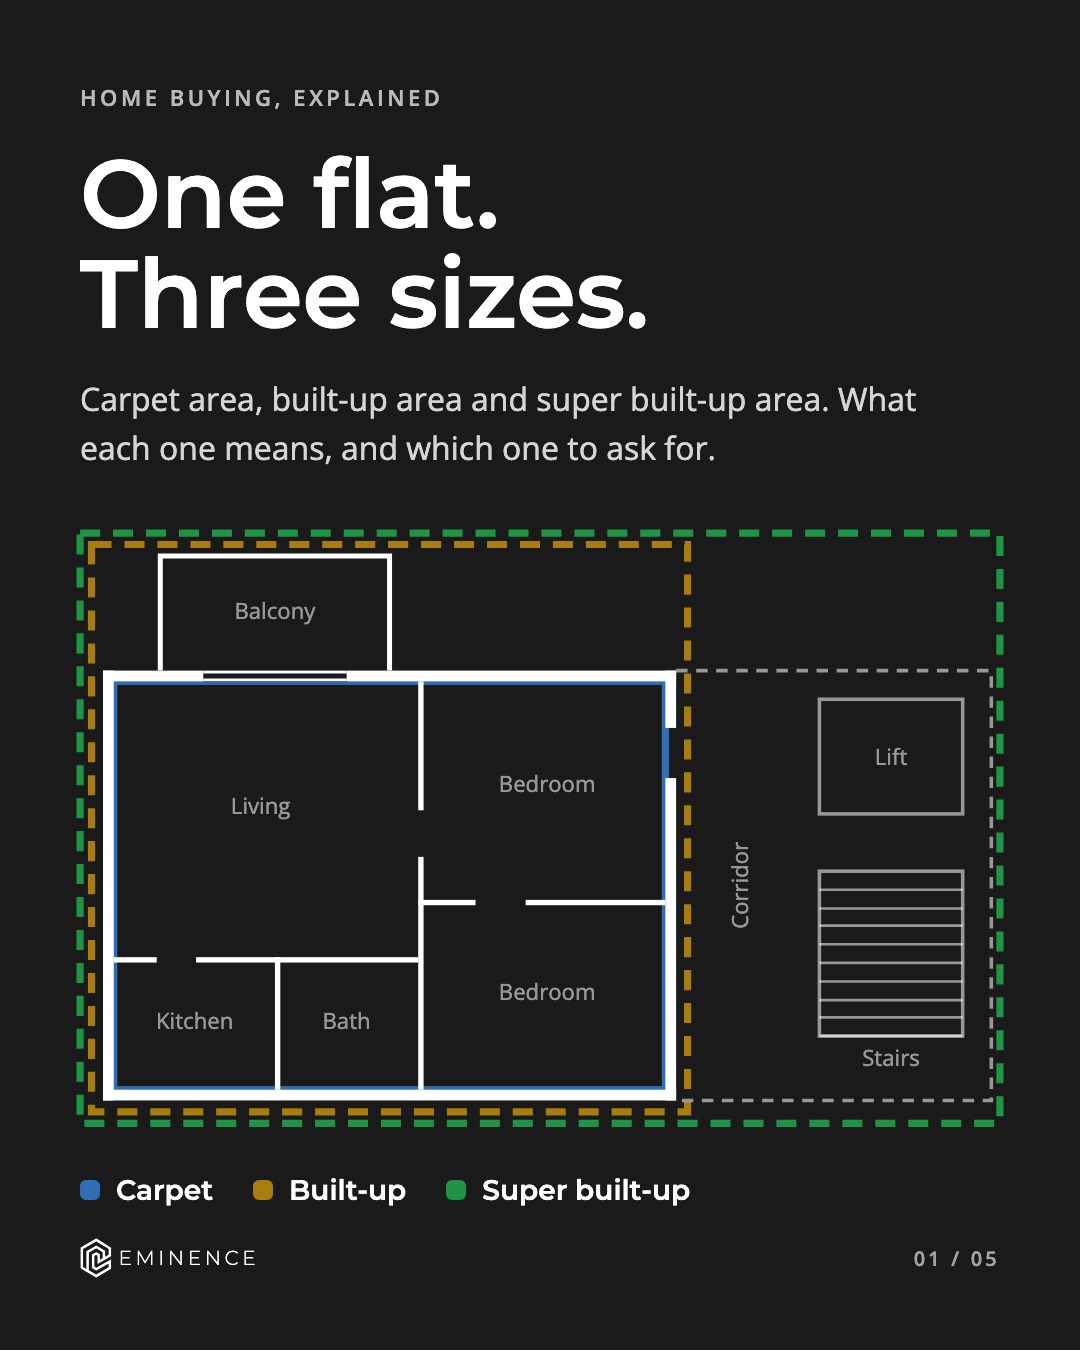 HOME BUYING, EXPLAINED
One flat.
Three sizes.
Carpet area, built-up area and super built-up area. What
each one means, and which one to ask for.
Balcony
Living
Bedroom
Lift
Corridor
Bedroom
Kitchen
Bath
Stairs
Carpet
Built-up
Super built-up
EMINENCE
01 / 05